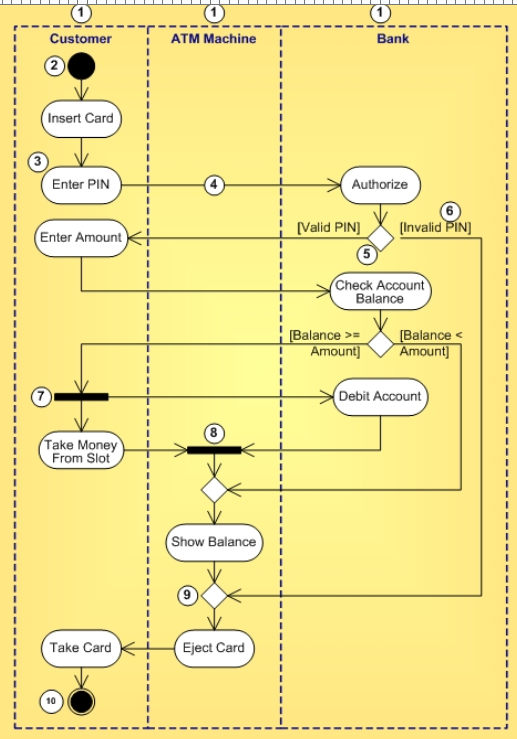 1
1
1
Customer
ATM Machine
Bank
2
Insert Card
3
Enter PIN
4
Authorize
6
[Valid PIN]
[Invalid PIN]
Enter Amount
5
Check Account
Balance
[Balance >=
Amount]
[Balance <
Amount]
7
Debit Account
8
Take Money
From Slot
Show Balance
9
Take Card
Eject Card
10